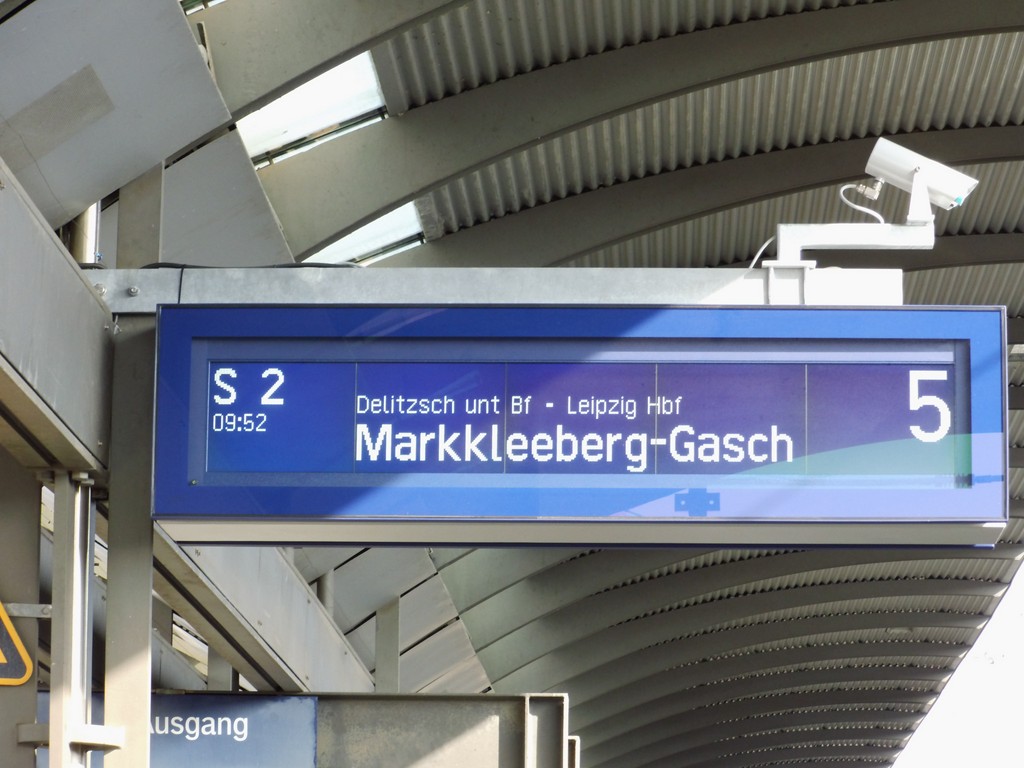 S 2
09:52
Delitzsch unt Bf - Leipzig Hbf
Markkleeberg-Gasch
5
Ausgang